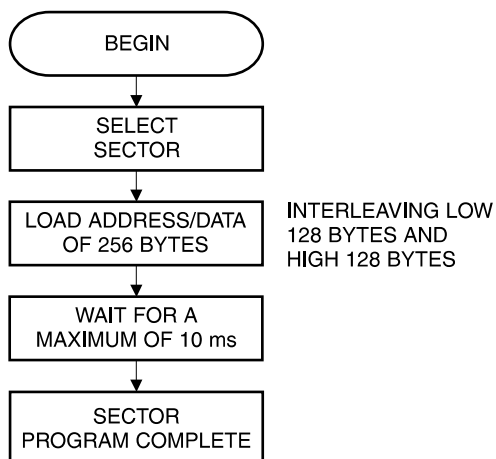 BEGIN
SELECT
SECTOR
LOAD ADDRESS/DATA
OF 256 BYTES
INTERLEAVING LOW
128 BYTES AND
HIGH 128 BYTES
WAIT FOR A
MAXIMUM OF 10 ms
SECTOR
PROGRAM COMPLETE